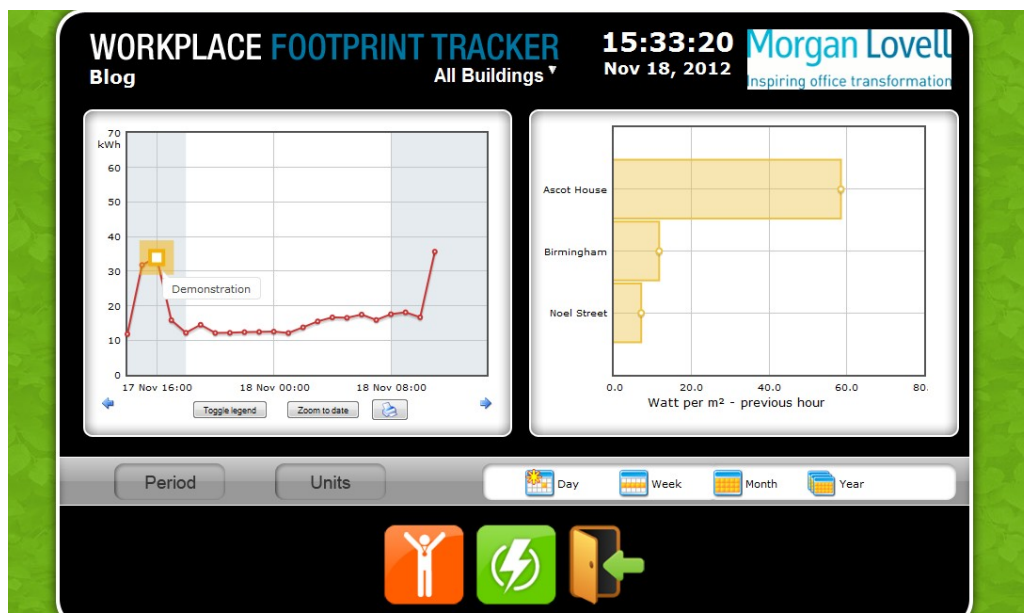 WORKPLACE FOOTPRINT TRACKER
Blog
All Buildings
15:33:20
Nov 18, 2012
Morgan Lovell
Inspiring office transformation
70
kWh
60
50
40
30
20
10
0
Demonstration
17 Nov 16:00 18 Nov 00:00 18 Nov 08:00
Toggle legend Zoom to date
Ascot House
Birmingham
Noel Street
0.0 20.0 40.0 60.0 80.
Watt per m² - previous hour
Period Units Day Week Month Year